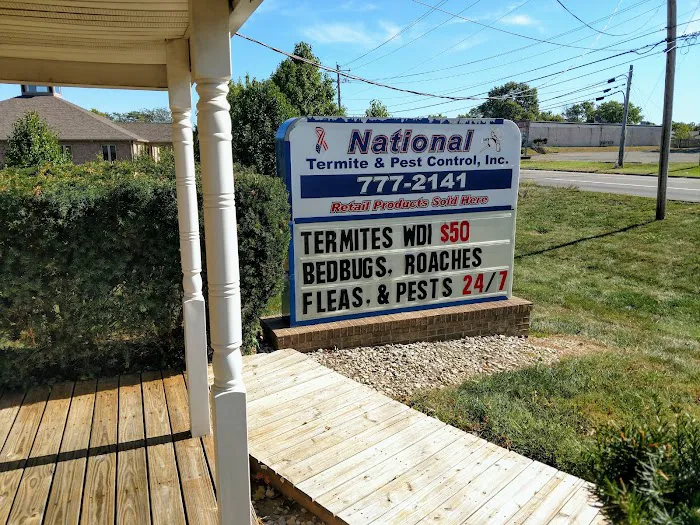 National
Termite & Pest Control, Inc.
777-2141
Retail Products Sold Here
TERMITES WDI $50
BEDBUGS. ROACHES
FLEAS. & PESTS 24/7